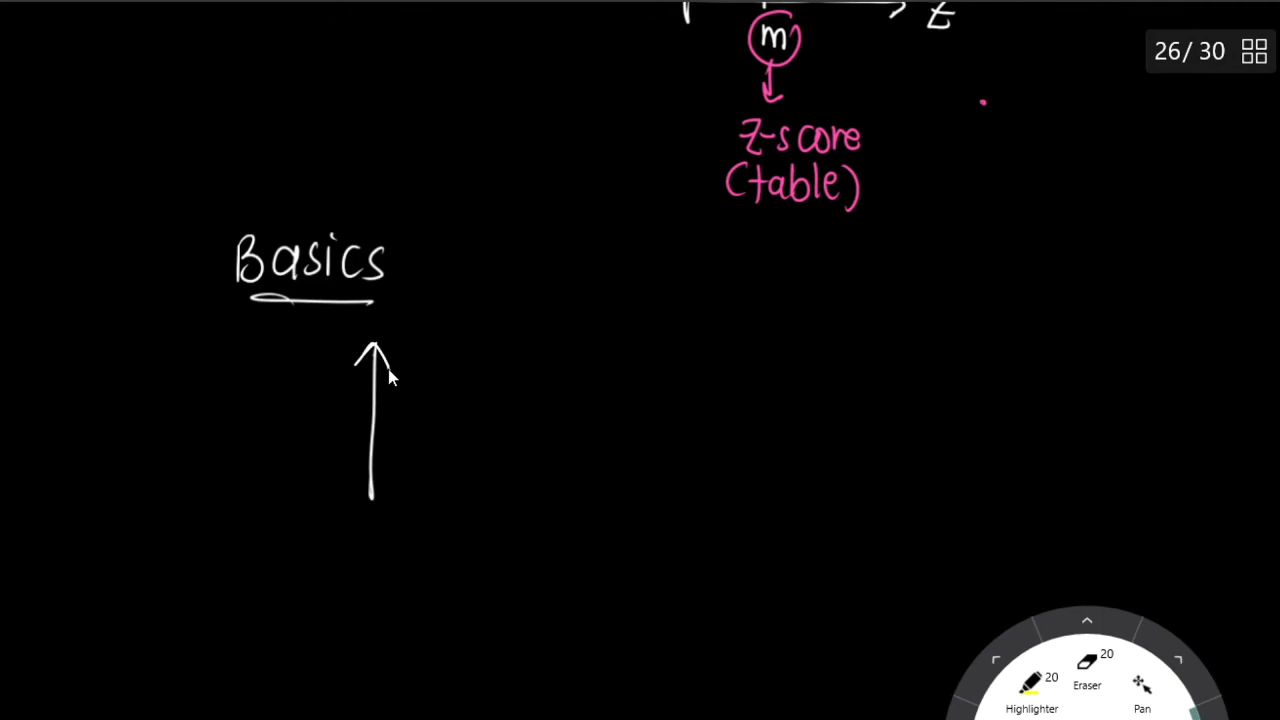 z
26/ 30
m
z-score
(table)
Basics
20
20
Eraser
Highlighter
Pan